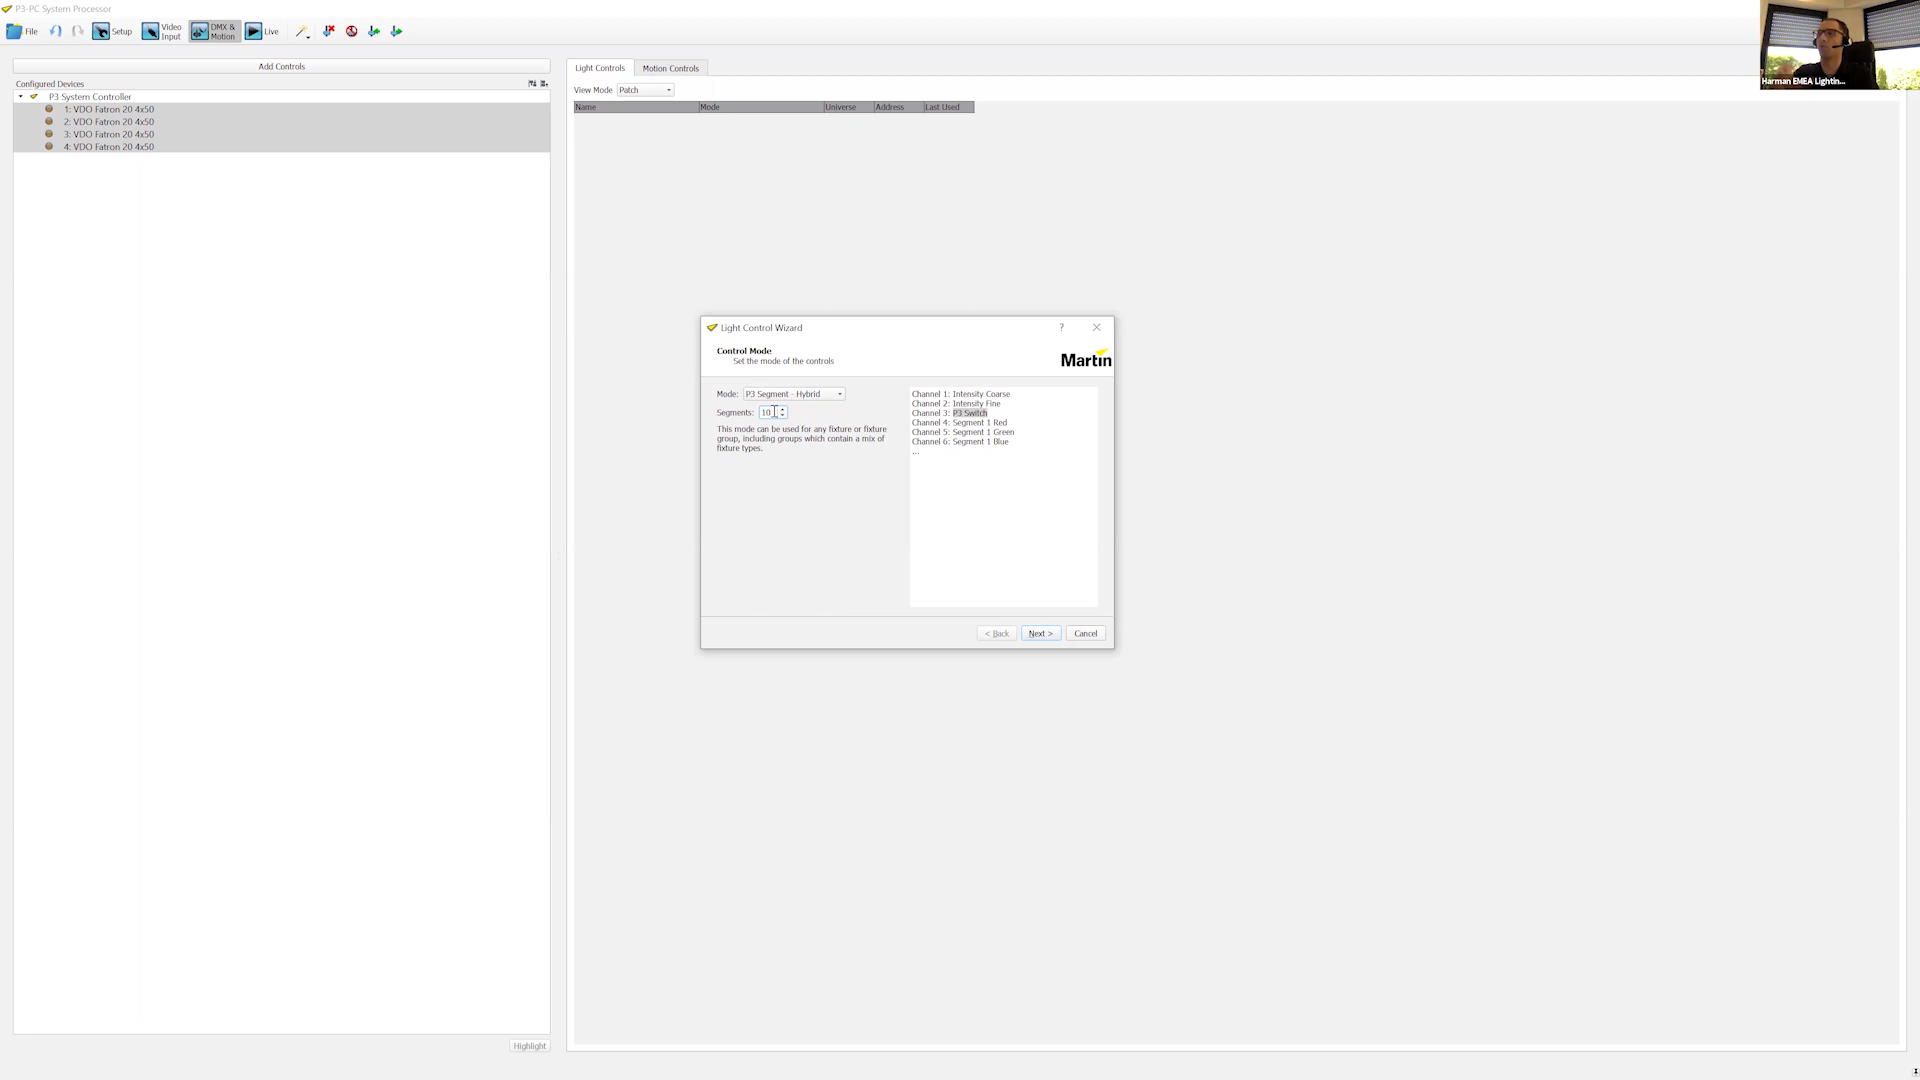 P3-PC System Processor
File
Setup
Video
Input
DMX &
Motion
Live
Harman EMEA Lightin...
Add Controls
Configured Devices
P3 System Controller
1: VDO Fatron 20 4x50
2: VDO Fatron 20 4x50
3: VDO Fatron 20 4x50
4: VDO Fatron 20 4x50
Highlight
Light Controls
Motion Controls
View Mode
Patch
Name
Mode
Universe
Address
Last Used
Light Control Wizard
?
Control Mode
Set the mode of the controls
Martin
Mode:
P3 Segment - Hybrid
Segments:
10
This mode can be used for any fixture or fixture
group, including groups which contain a mix of
fixture types.
Channel 1: Intensity Coarse
Channel 2: Intensity Fine
Channel 3: P3 Switch
Channel 4: Segment 1 Red
Channel 5: Segment 1 Green
Channel 6: Segment 1 Blue
...
< Back
Next >
Cancel